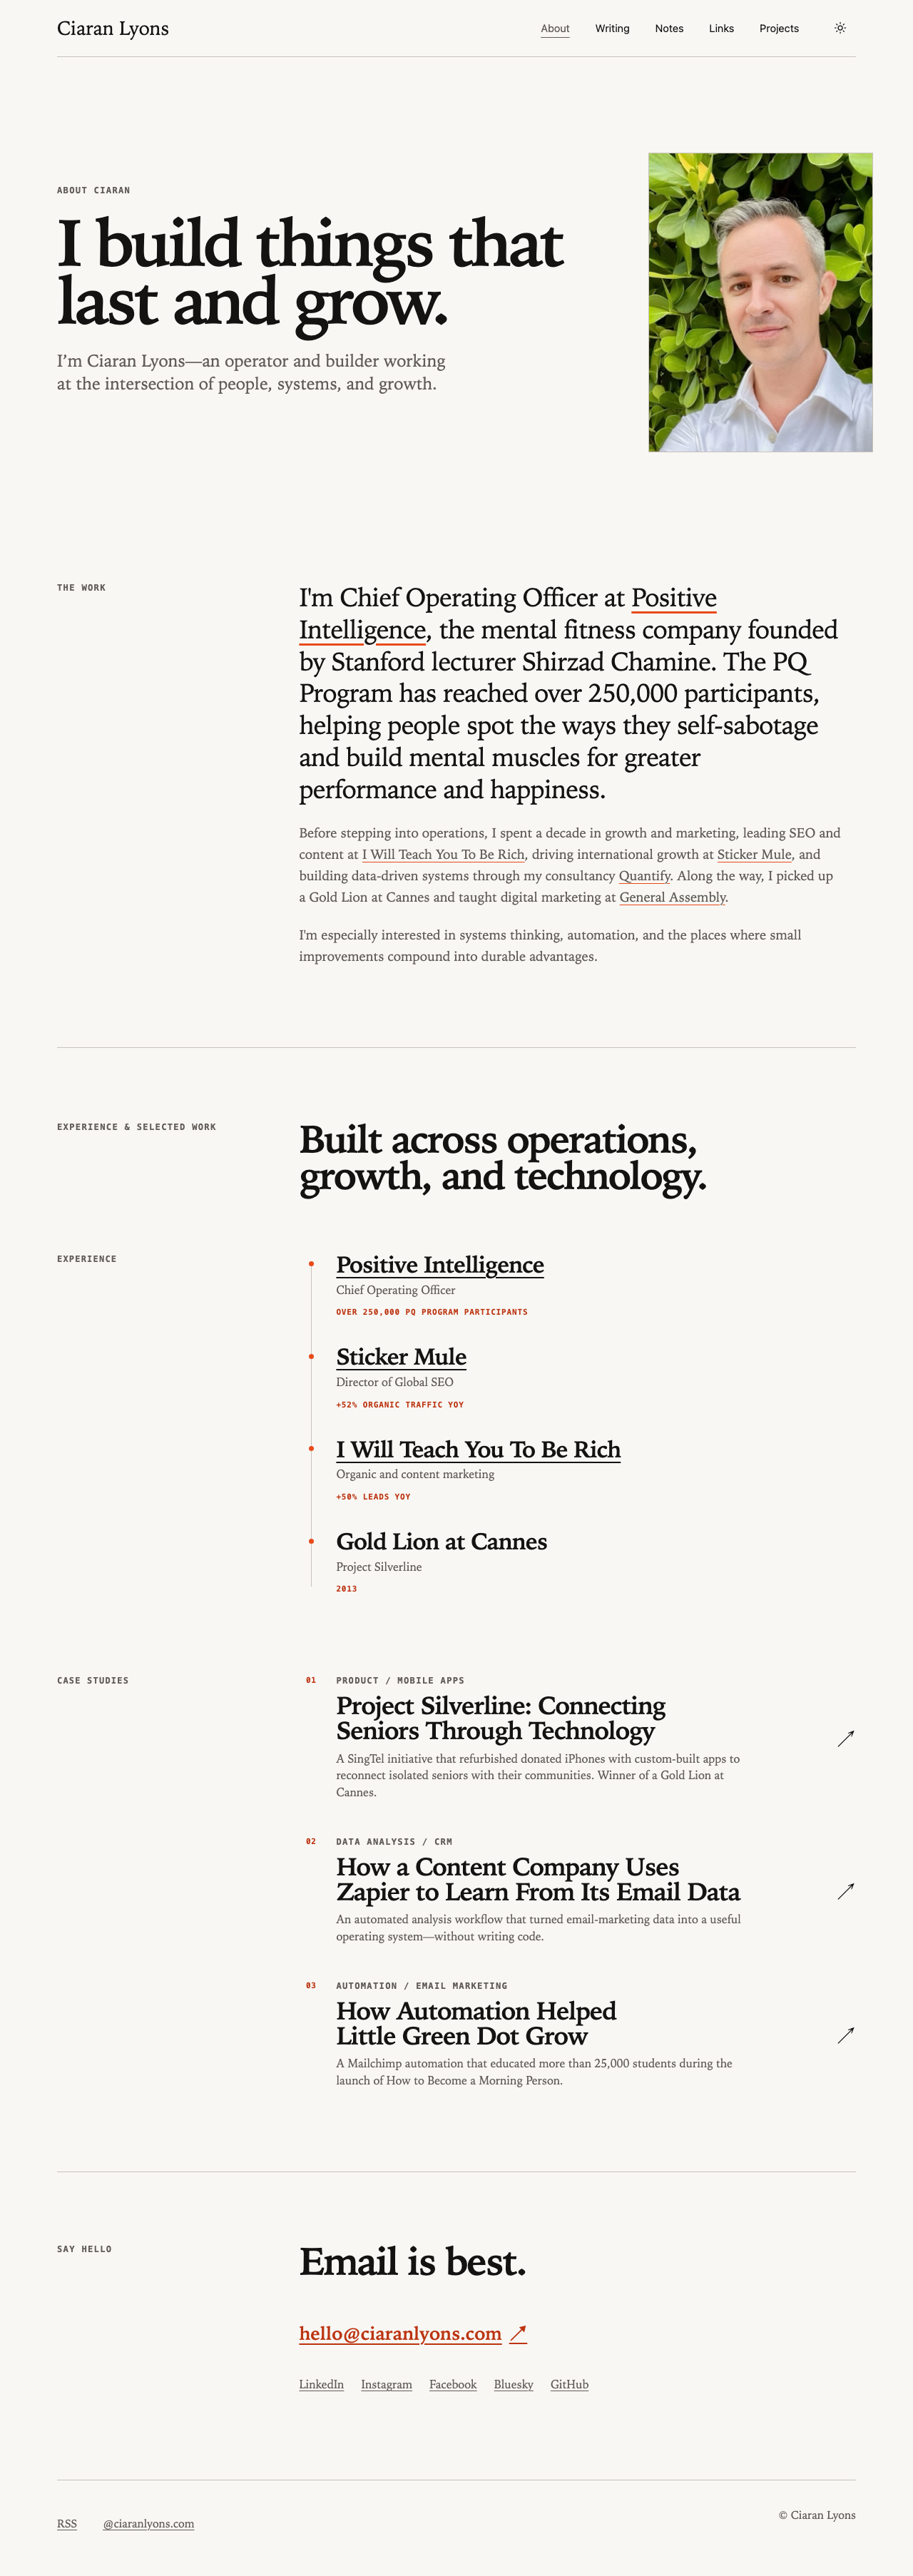 Ciaran Lyons
About Writing Notes Links Projects
ABOUT CIARAN
I build things that
last and grow.
I’m Ciaran Lyons—an operator and builder working
at the intersection of people, systems, and growth.
THE WORK
I'm Chief Operating Officer at Positive
Intelligence, the mental fitness company founded
by Stanford lecturer Shirzad Chamine. The PQ
Program has reached over 250,000 participants,
helping people spot the ways they self-sabotage
and build mental muscles for greater
performance and happiness.
Before stepping into operations, I spent a decade in growth and marketing, leading SEO and
content at I Will Teach You To Be Rich, driving international growth at Sticker Mule, and
building data-driven systems through my consultancy Quantify. Along the way, I picked up
a Gold Lion at Cannes and taught digital marketing at General Assembly.
I'm especially interested in systems thinking, automation, and the places where small
improvements compound into durable advantages.
EXPERIENCE & SELECTED WORK
Built across operations,
growth, and technology.
EXPERIENCE
Positive Intelligence
Chief Operating Officer
OVER 250,000 PQ PROGRAM PARTICIPANTS
Sticker Mule
Director of Global SEO
+52% ORGANIC TRAFFIC YOY
I Will Teach You To Be Rich
Organic and content marketing
+50% LEADS YOY
Gold Lion at Cannes
Project Silverline
2013
CASE STUDIES
01 PRODUCT / MOBILE APPS
Project Silverline: Connecting
Seniors Through Technology
A SingTel initiative that refurbished donated iPhones with custom-built apps to
reconnect isolated seniors with their communities. Winner of a Gold Lion at
Cannes.
02 DATA ANALYSIS / CRM
How a Content Company Uses
Zapier to Learn From Its Email Data
An automated analysis workflow that turned email-marketing data into a useful
operating system—without writing code.
03 AUTOMATION / EMAIL MARKETING
How Automation Helped
Little Green Dot Grow
A Mailchimp automation that educated more than 25,000 students during the
launch of How to Become a Morning Person.
SAY HELLO
Email is best.
hello@ciaranlyons.com ↗
LinkedIn Instagram Facebook Bluesky GitHub
RSS @ciaranlyons.com
© Ciaran Lyons